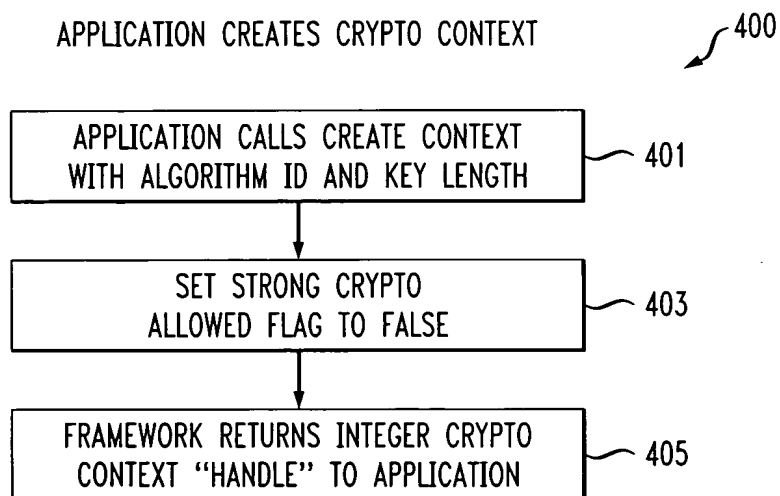 APPLICATION CREATES CRYPTO CONTEXT
400
APPLICATION CALLS CREATE CONTEXT
WITH ALGORITHM ID AND KEY LENGTH
401
SET STRONG CRYPTO
ALLOWED FLAG TO FALSE
403
FRAMEWORK RETURNS INTEGER CRYPTO
CONTEXT “HANDLE” TO APPLICATION
405